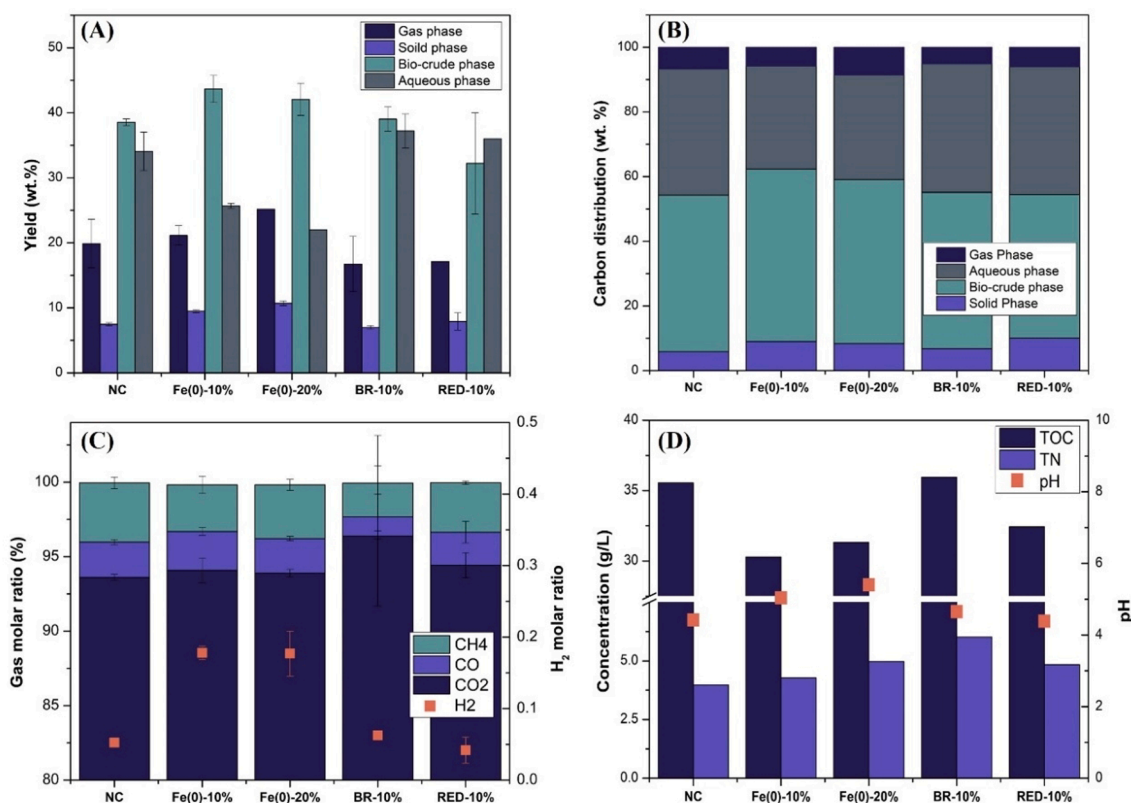 (A)
Gas phase
Soild phase
Bio-crude phase
Aqueous phase
Yield (wt.%)
50
40
30
20
10
0
NC
Fe(0)-10%
Fe(0)-20%
BR-10%
RED-10%
(B)
Carbon distribution (wt. %)
100
80
60
40
20
0
Gas Phase
Aqueous phase
Bio-crude phase
Solid Phase
NC
Fe(0)-10%
Fe(0)-20%
BR-10%
RED-10%
(C)
Gas molar ratio (%)
100
95
90
85
80
CH4
CO
CO2
H2
0.5
0.4
0.3
0.2
0.1
0.0
H2 molar ratio
NC
Fe(0)-10%
Fe(0)-20%
BR-10%
RED-10%
(D)
Concentration (g/L)
40
35
30
5.0
2.5
0.0
TOC
TN
pH
10
8
6
4
2
0
pH
NC
Fe(0)-10%
Fe(0)-20%
BR-10%
RED-10%